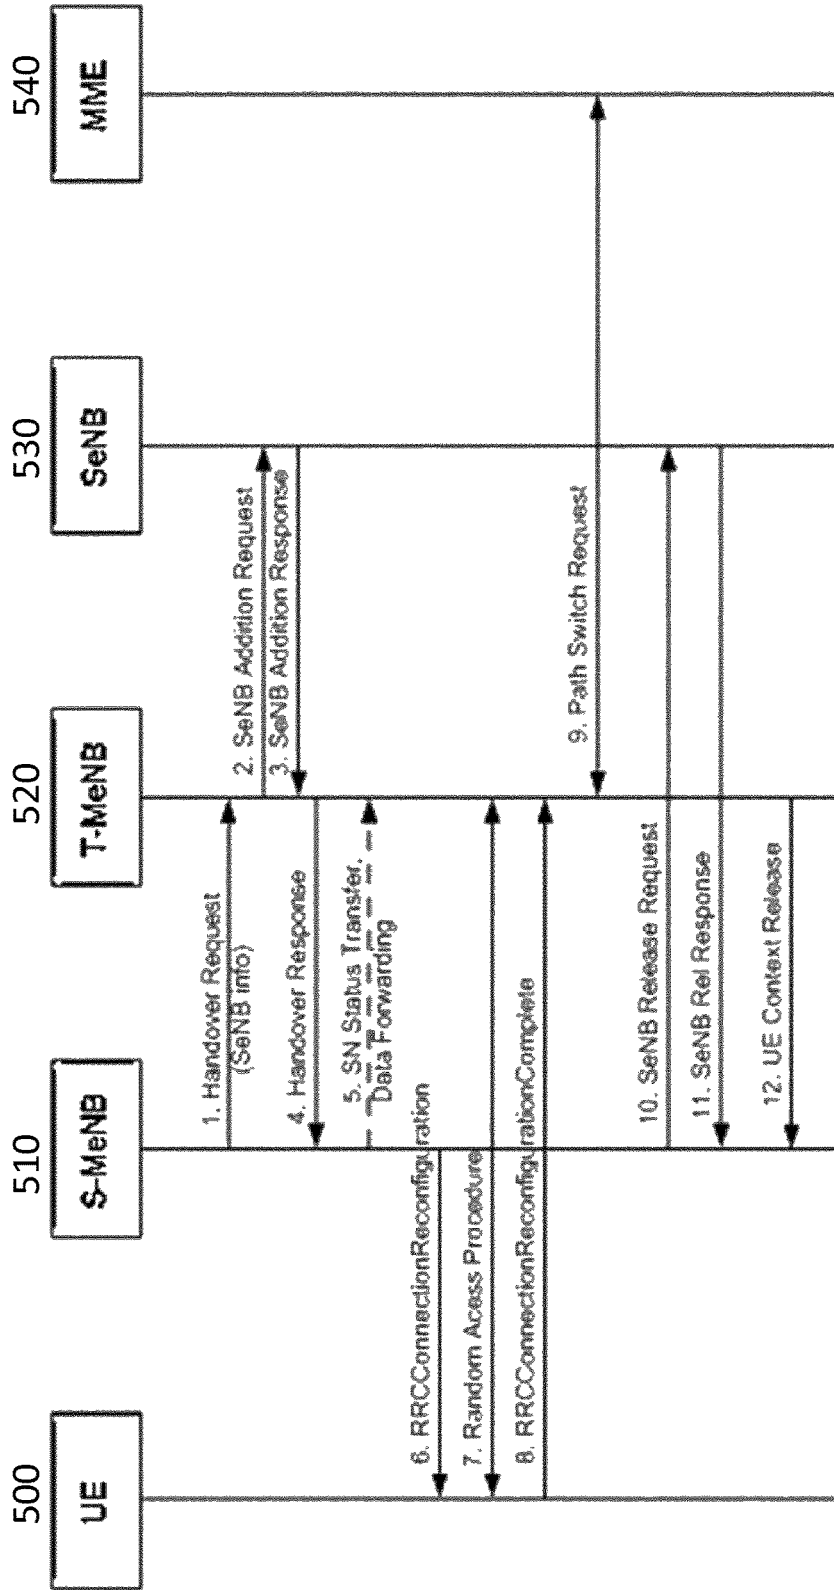 500
510
520
530
540
UE
S-MeNB
T-MeNB
SeNB
MME
1. Handover Request
(SeNB info)
2. SeNB Addition Request
3. SeNB Addition Response
4. Handover Response
5. SN Status Transfer,
Data Forwarding
6. RRCConnectionReconfiguration
7. Random Acess Procedure
8. RRCConnectionReconfigurationComplete
9. Path Switch Request
10. SeNB Release Request
11. SeNB Rel Response
12. UE Context Release